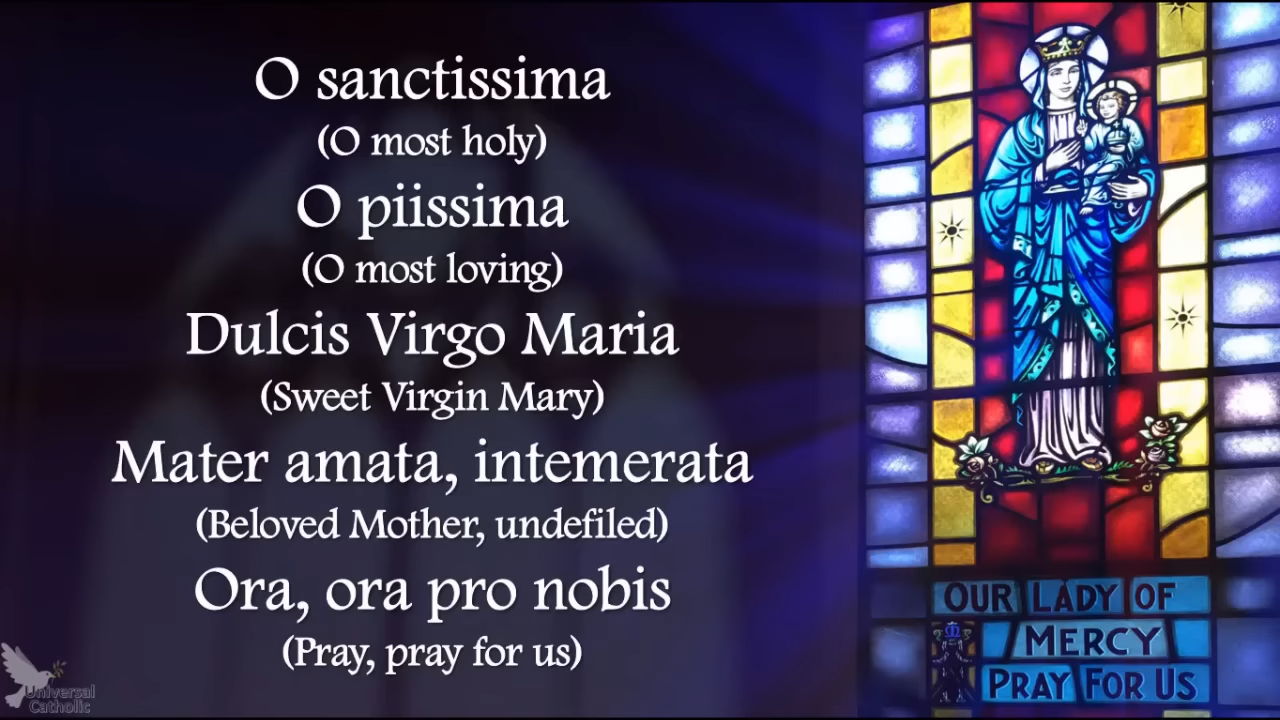 O sanctissima
(O most holy)
O piissima
(O most loving)
Dulcis Virgo Maria
(Sweet Virgin Mary)
Mater amata, intemerata
(Beloved Mother, undefiled)
Ora, ora pro nobis
(Pray, pray for us)
OUR LADY OF
MERCY
PRAY FOR US
Universal
Catholic